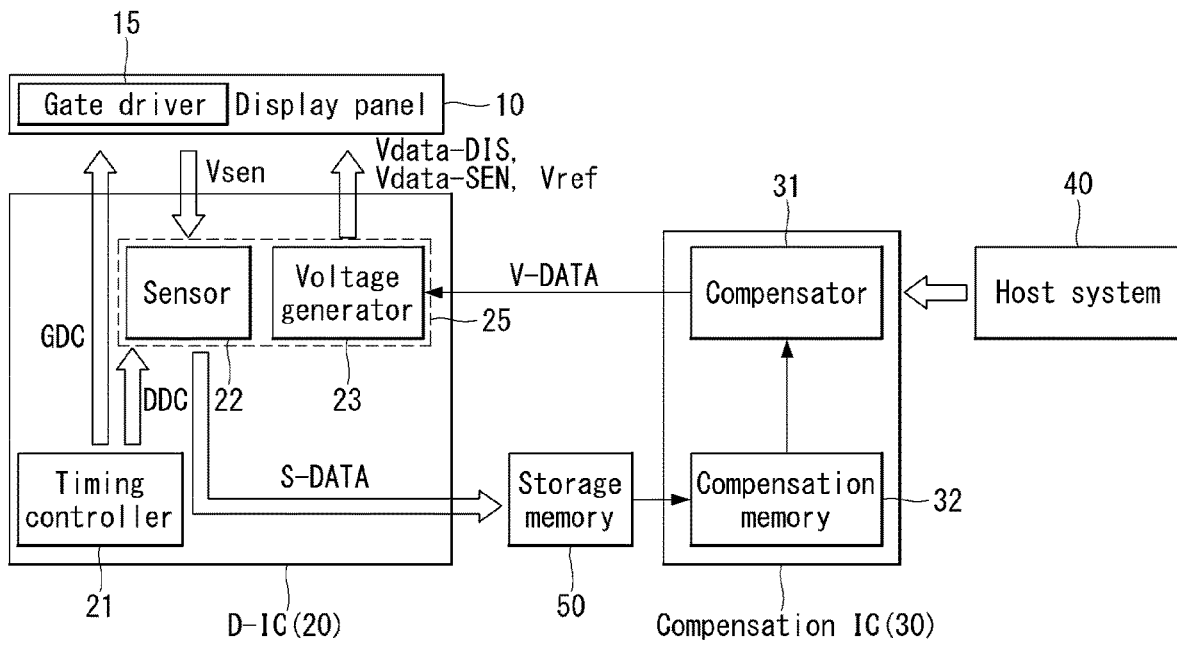 15
Gate driver
Display panel
10
Vsen
Vdata-DIS,
Vdata-SEN, Vref
31
40
Sensor
Voltage
generator
25
V-DATA
Compensator
Host system
GDC
DDC
22
23
Timing
controller
S-DATA
Storage
memory
Compensation
memory
32
21
50
D-IC(20)
Compensation IC(30)